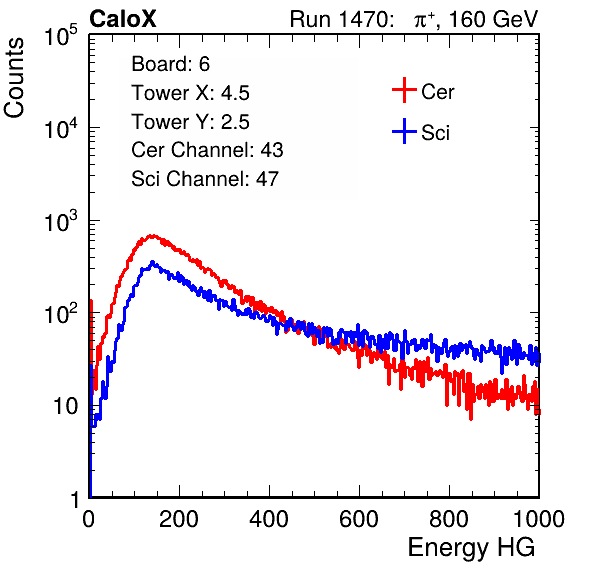 CaloX Run 1470: π⁺, 160 GeV
Counts
10⁵
10⁴
10³
10²
10
1
Board: 6
Tower X: 4.5
Tower Y: 2.5
Cer Channel: 43
Sci Channel: 47
Cer
Sci
0 200 400 600 800 1000
Energy HG